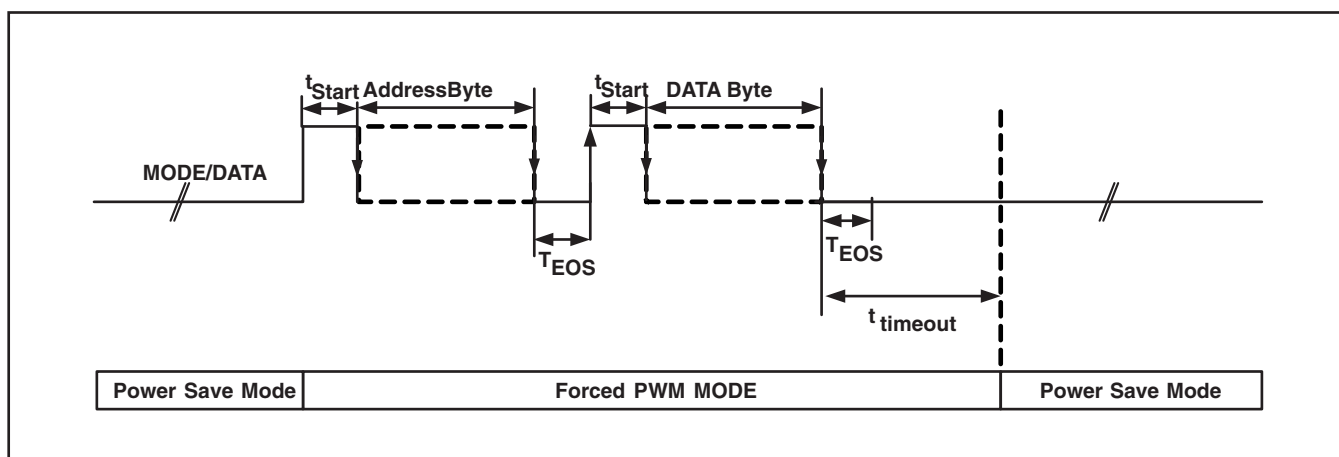 tStart AddressByte tStart DATA Byte
MODE/DATA
TEOS TEOS
t timeout
Power Save Mode Forced PWM MODE Power Save Mode